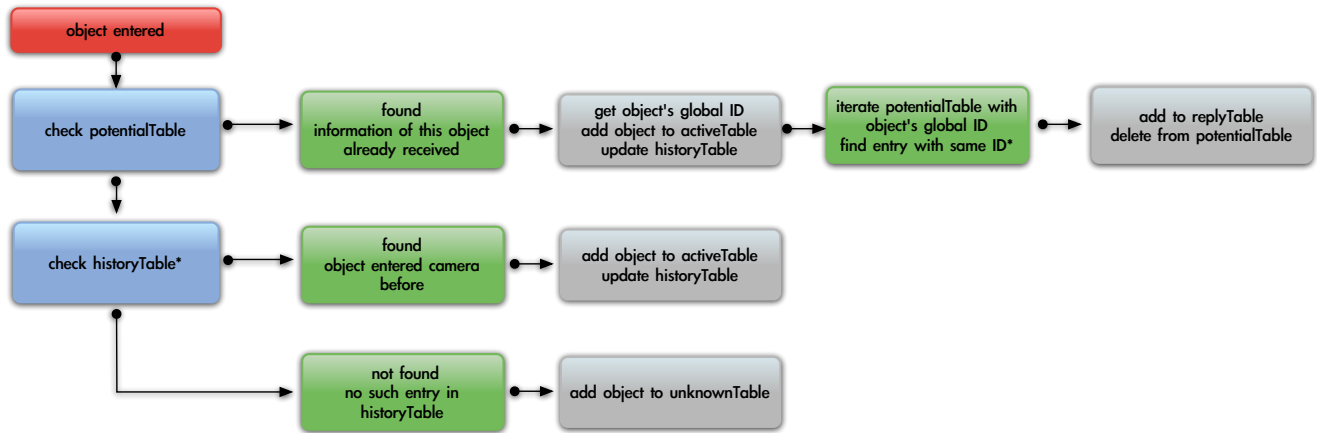 object entered
check potentialTable
found
information of this object
already received
get object's global ID
add object to activeTable
update historyTable
iterate potentialTable with
object's global ID
find entry with same ID*
add to replyTable
delete from potentialTable
check historyTable*
found
object entered camera
before
add object to activeTable
update historyTable
not found
no such entry in
historyTable
add object to unknownTable